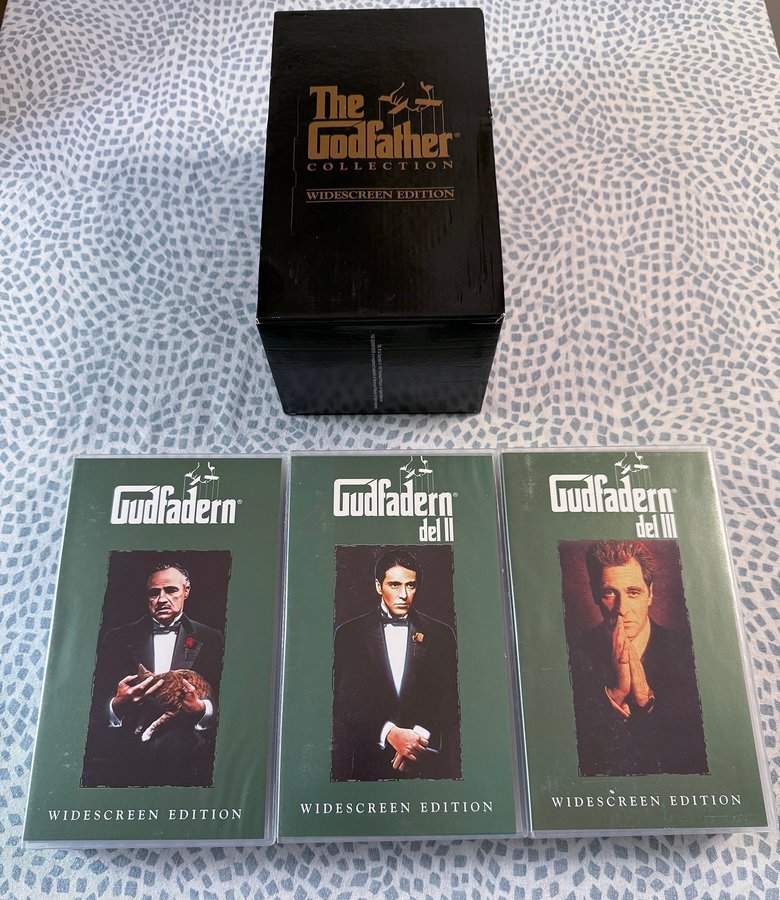 The
Godfather®
COLLECTION
WIDESCREEN EDITION
Gudfadern®
WIDESCREEN EDITION
Gudfadern®
del II
WIDESCREEN EDITION
Gudfadern®
del III
WIDESCREEN EDITION